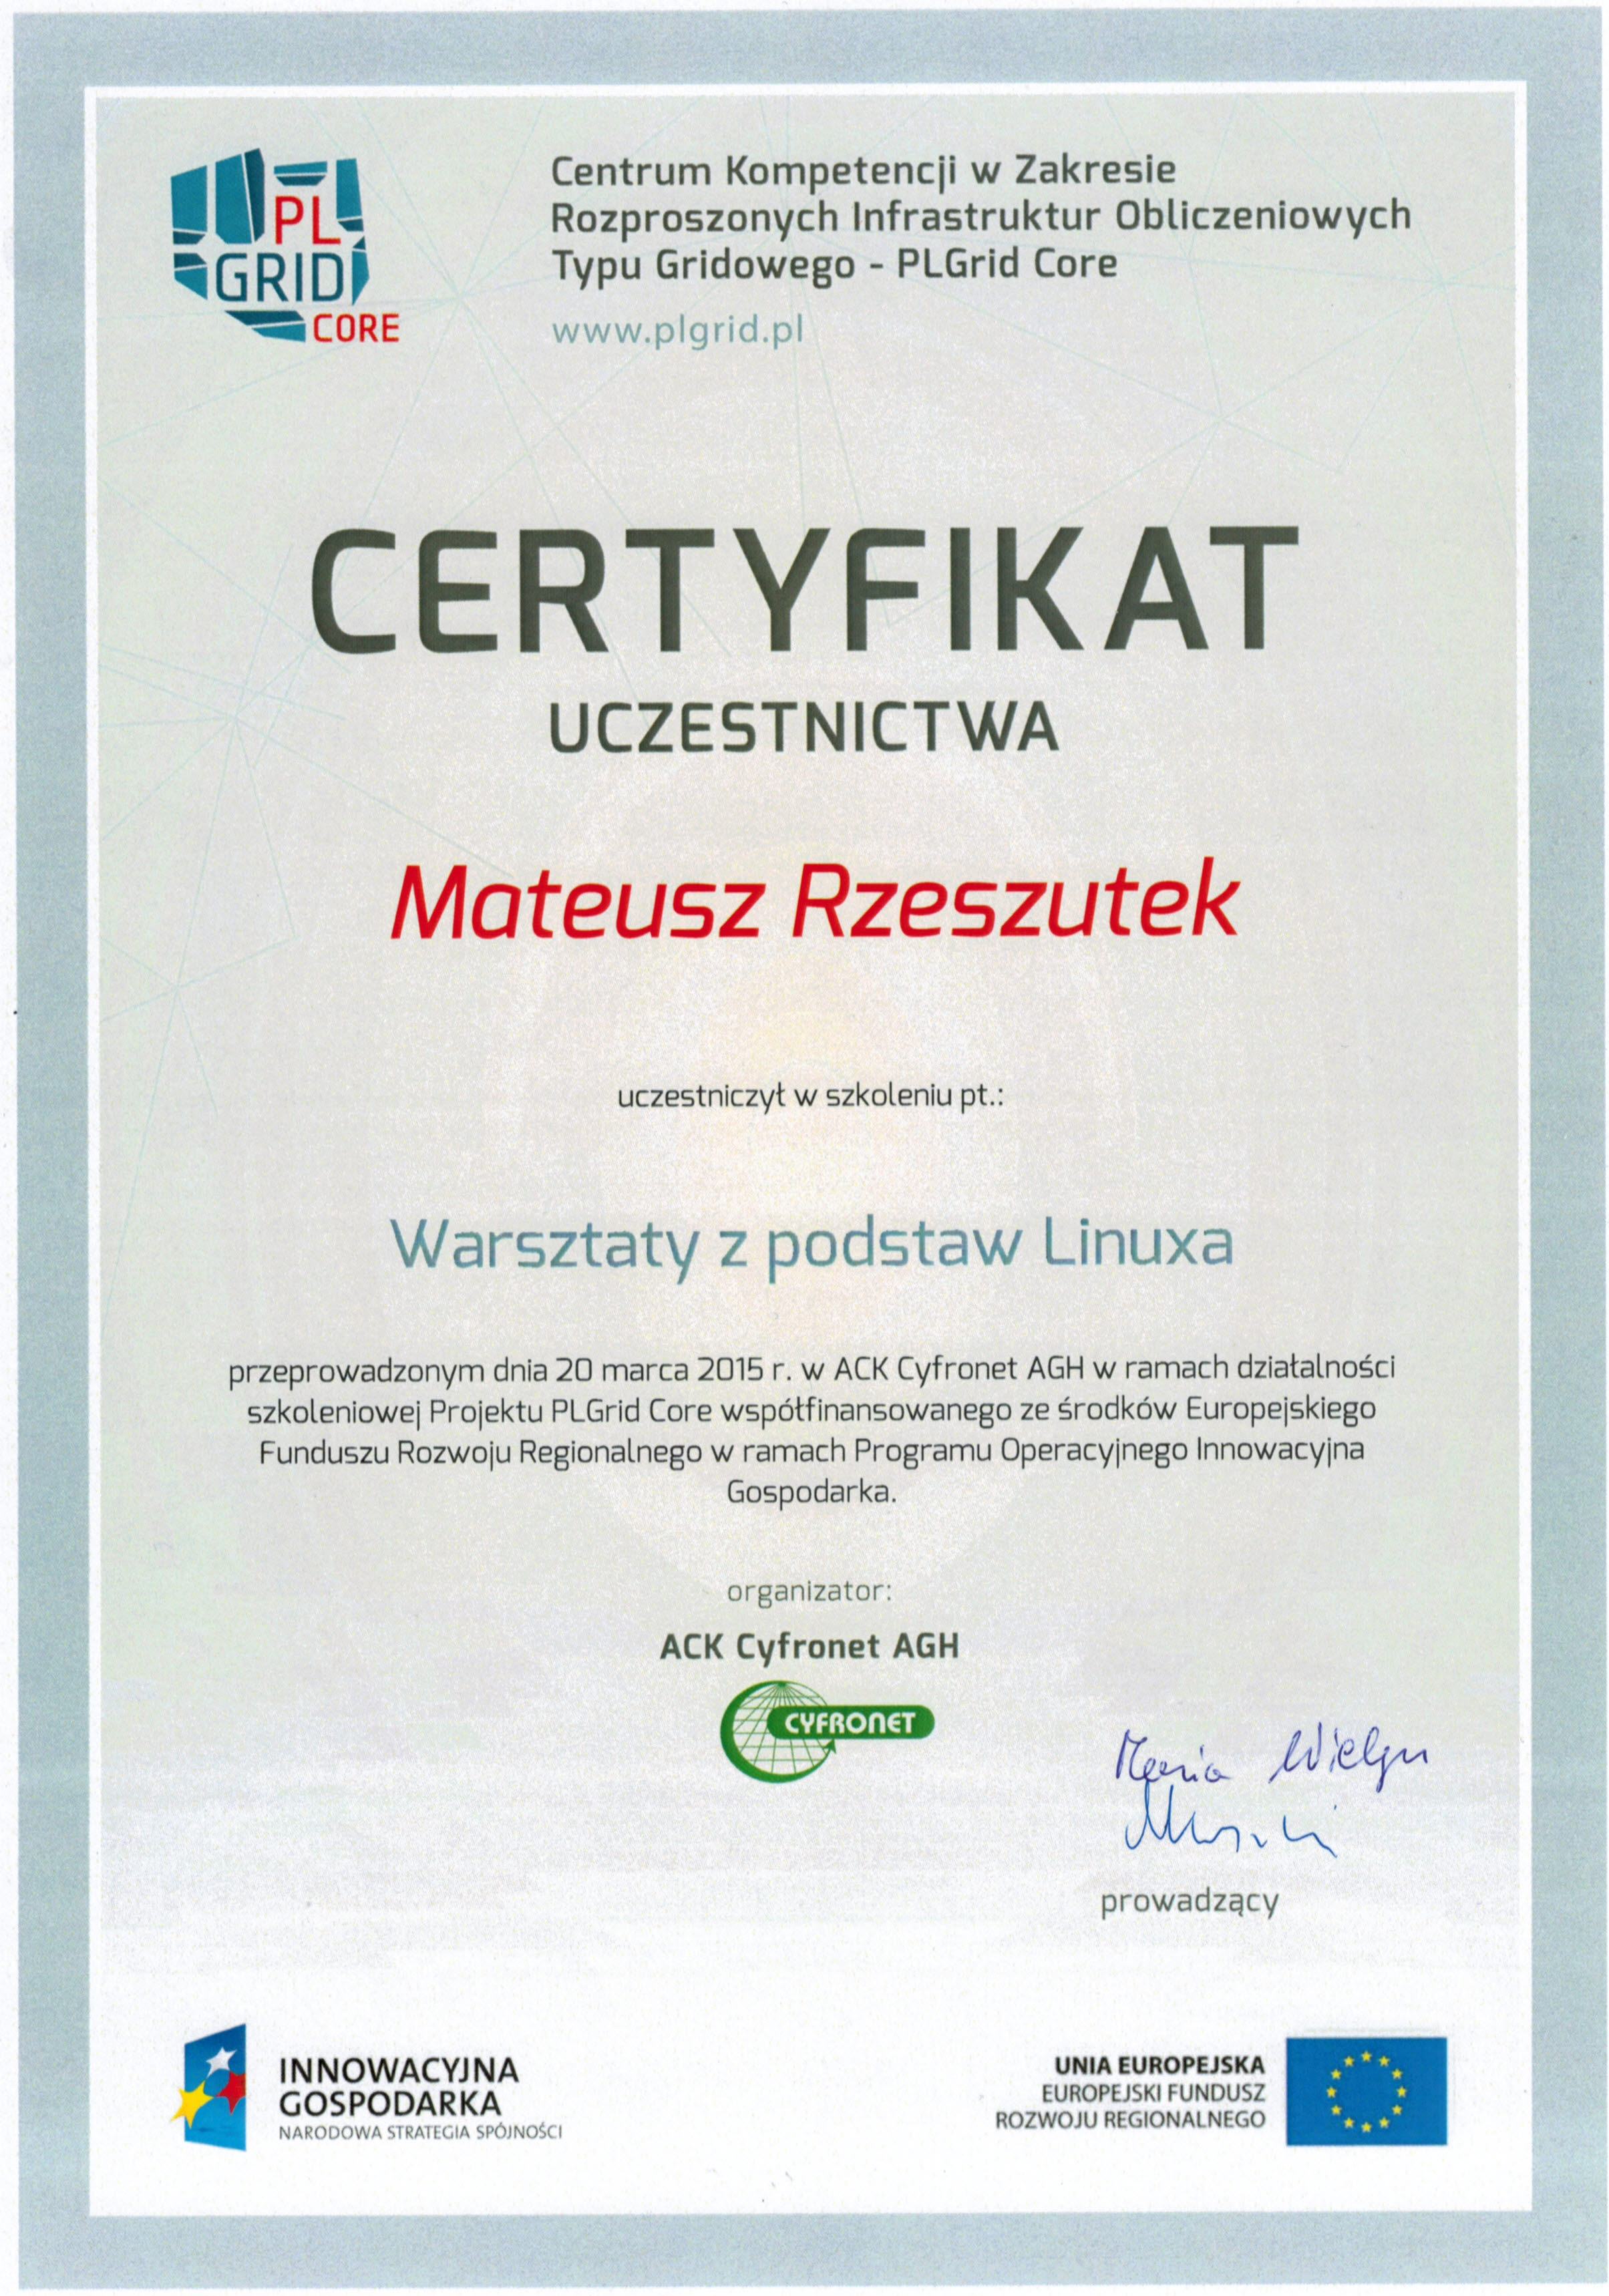 PL
GRID
CORE
Centrum Kompetencji w Zakresie
Rozproszonych Infrastruktur Obliczeniowych
Typu Gridowego - PLGrid Core
www.plgrid.pl
CERTYFIKAT
UCZESTNICTWA
Mateusz Rzeszutek
uczestniczył w szkoleniu pt.:
Warsztaty z podstaw Linuxa
przeprowadzonym dnia 20 marca 2015 r. w ACK Cyfronet AGH w ramach działalności
szkoleniowej Projektu PLGrid Core współfinansowanego ze środków Europejskiego
Funduszu Rozwoju Regionalnego w ramach Programu Operacyjnego Innowacyjna
Gospodarka.
organizator:
ACK Cyfronet AGH
CYFRONET
Maria
prowadzący
INNOWACYJNA
GOSPODARKA
NARODOWA STRATEGIA SPÓJNOŚCI
UNIA EUROPEJSKA
EUROPEJSKI FUNDUSZ
ROZWOJU REGIONALNEGO